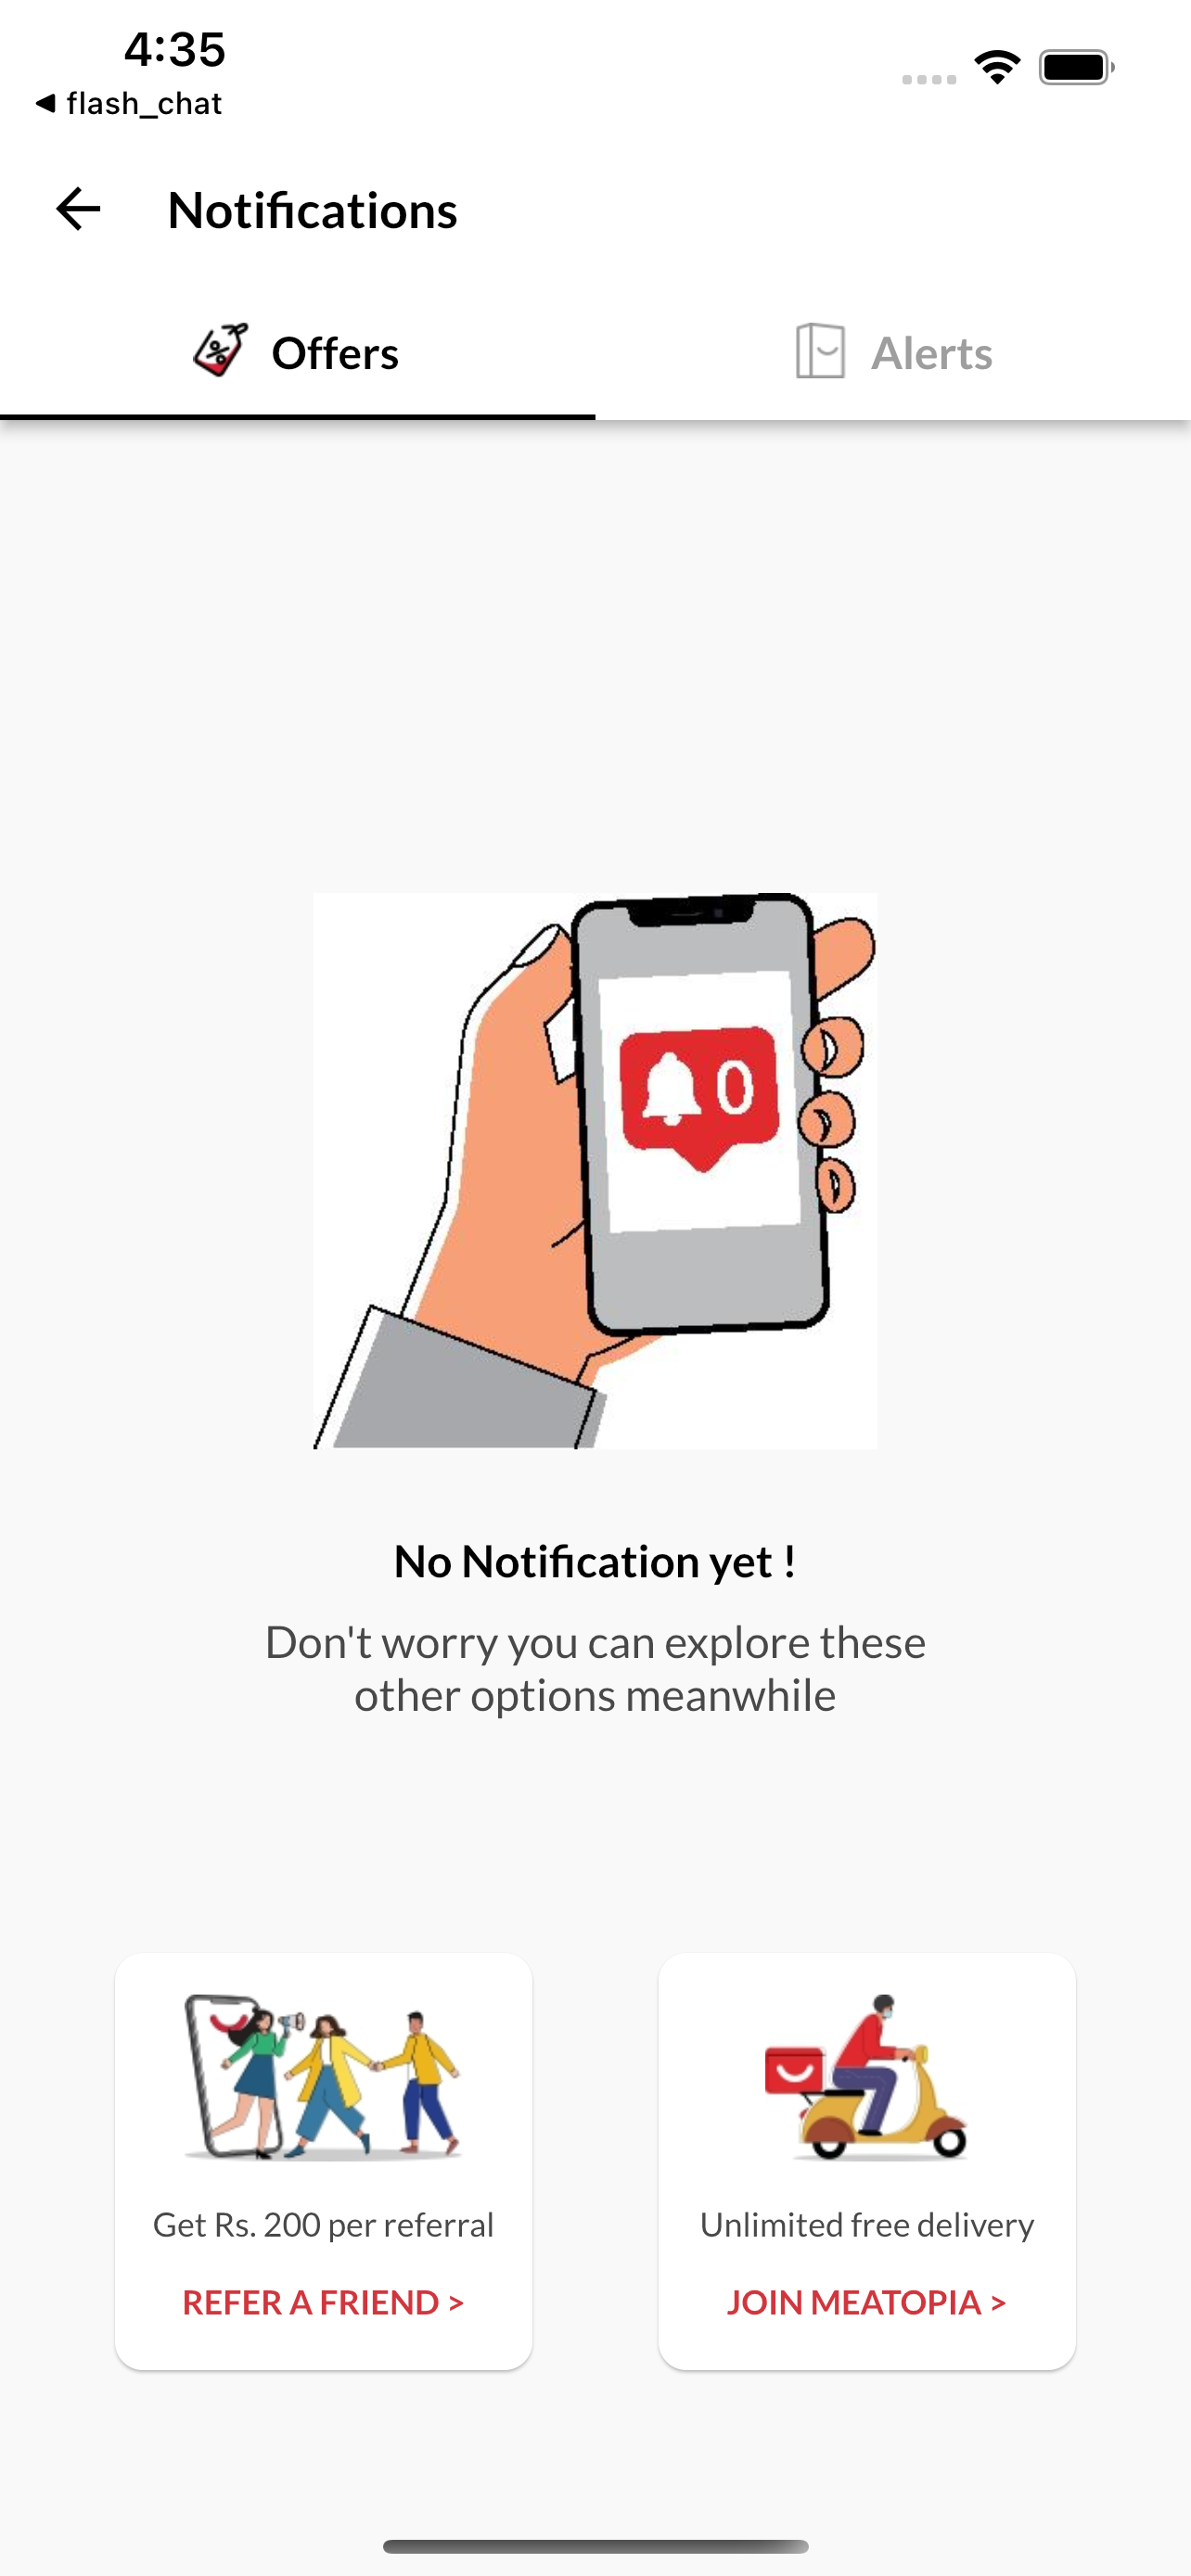 4:35
◀ flash_chat
Notifications
Offers
Alerts
0
No Notification yet !
Don't worry you can explore these
other options meanwhile
Get Rs. 200 per referral
REFER A FRIEND >
Unlimited free delivery
JOIN MEATOPIA >